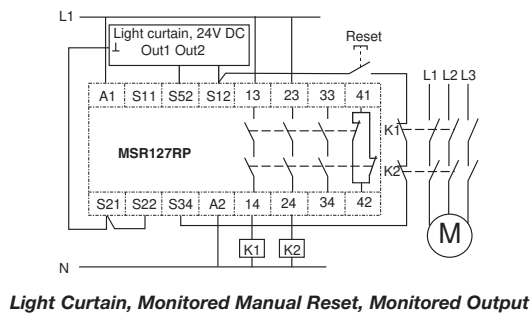 L1
Light curtain, 24V DC
⊥ Out1 Out2
Reset
A1 S11 S52 S12 13 23 33 41
L1 L2 L3
K1
MSR127RP
K2
S21 S22 S34 A2 14 24 34 42
M
K1 K2
N
Light Curtain, Monitored Manual Reset, Monitored Output